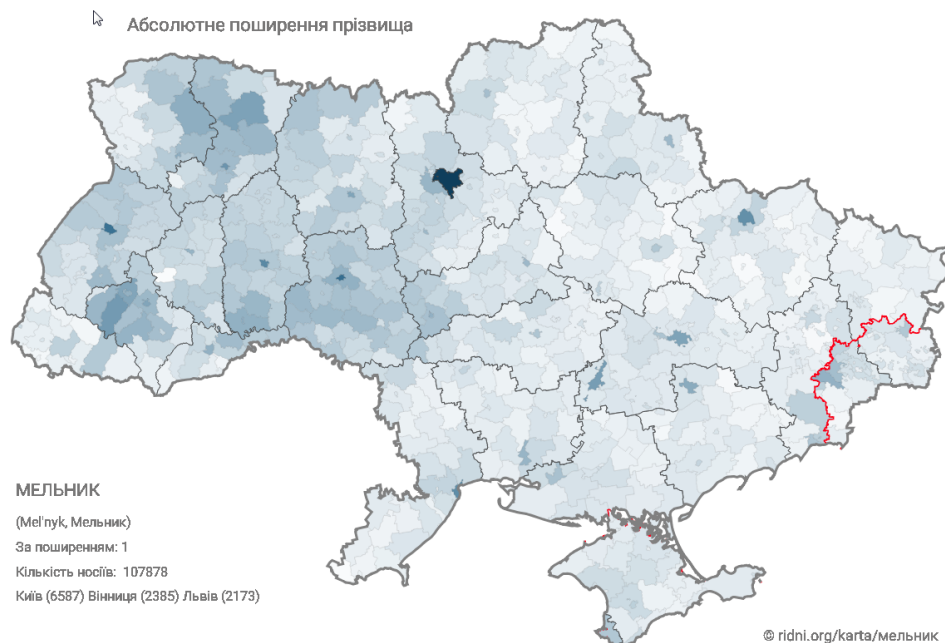 Абсолютне поширення прізвища
МЕЛЬНИК
(Mel'nyk, Мельник)
За поширенням: 1
Кількість носіїв: 107878
Київ (6587) Вінниця (2385) Львів (2173)
© ridni.org/karta/мельник